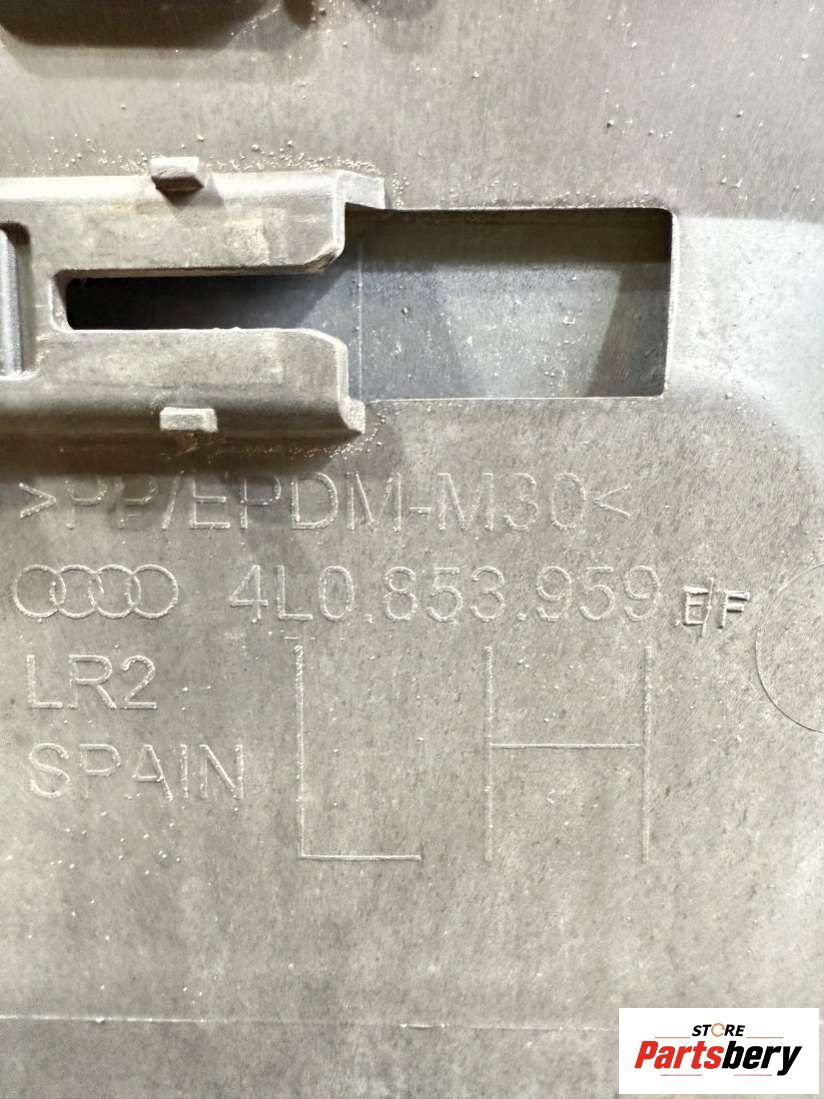 >PP/EPDM-M30<
4L0.853.959 E/F
LR2
SPAIN
LH
STORE
Partsbery